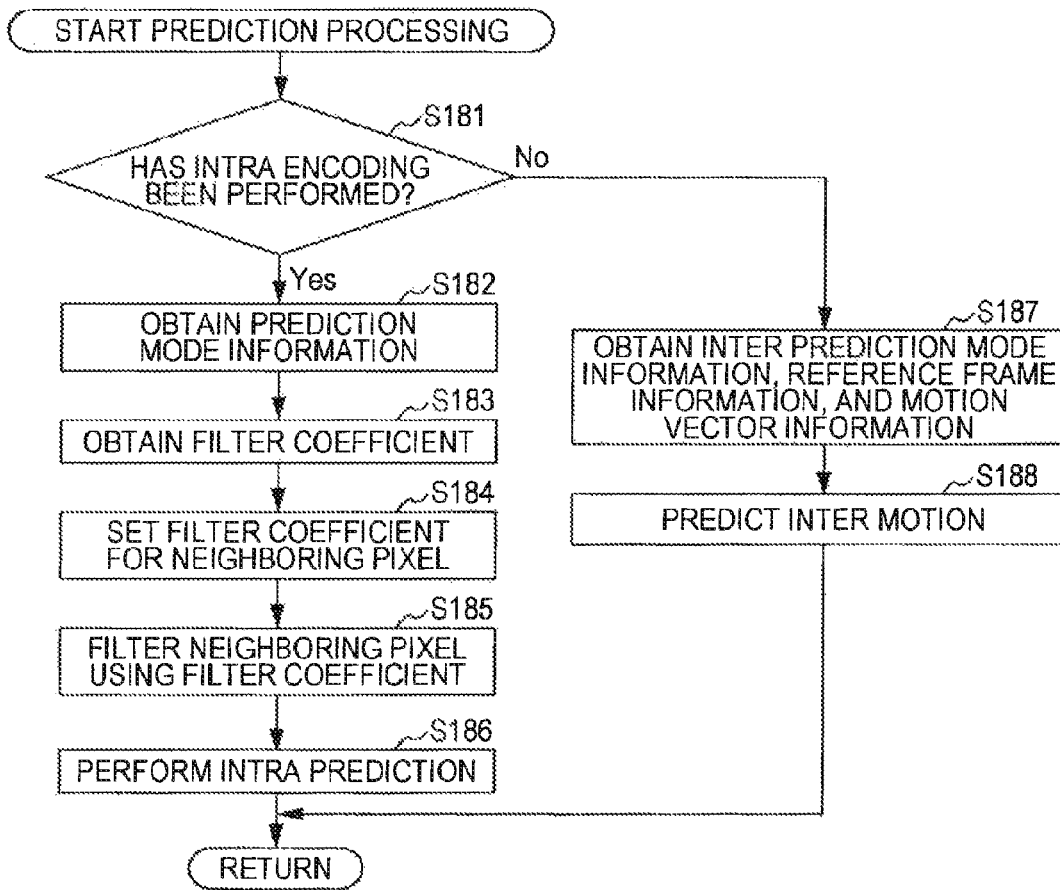 START PREDICTION PROCESSING
S181
HAS INTRA ENCODING
BEEN PERFORMED?
No
Yes
S182
OBTAIN PREDICTION
MODE INFORMATION
S183
OBTAIN FILTER COEFFICIENT
S184
SET FILTER COEFFICIENT
FOR NEIGHBORING PIXEL
S185
FILTER NEIGHBORING PIXEL
USING FILTER COEFFICIENT
S186
PERFORM INTRA PREDICTION
S187
OBTAIN INTER PREDICTION MODE
INFORMATION, REFERENCE FRAME
INFORMATION, AND MOTION
VECTOR INFORMATION
S188
PREDICT INTER MOTION
RETURN